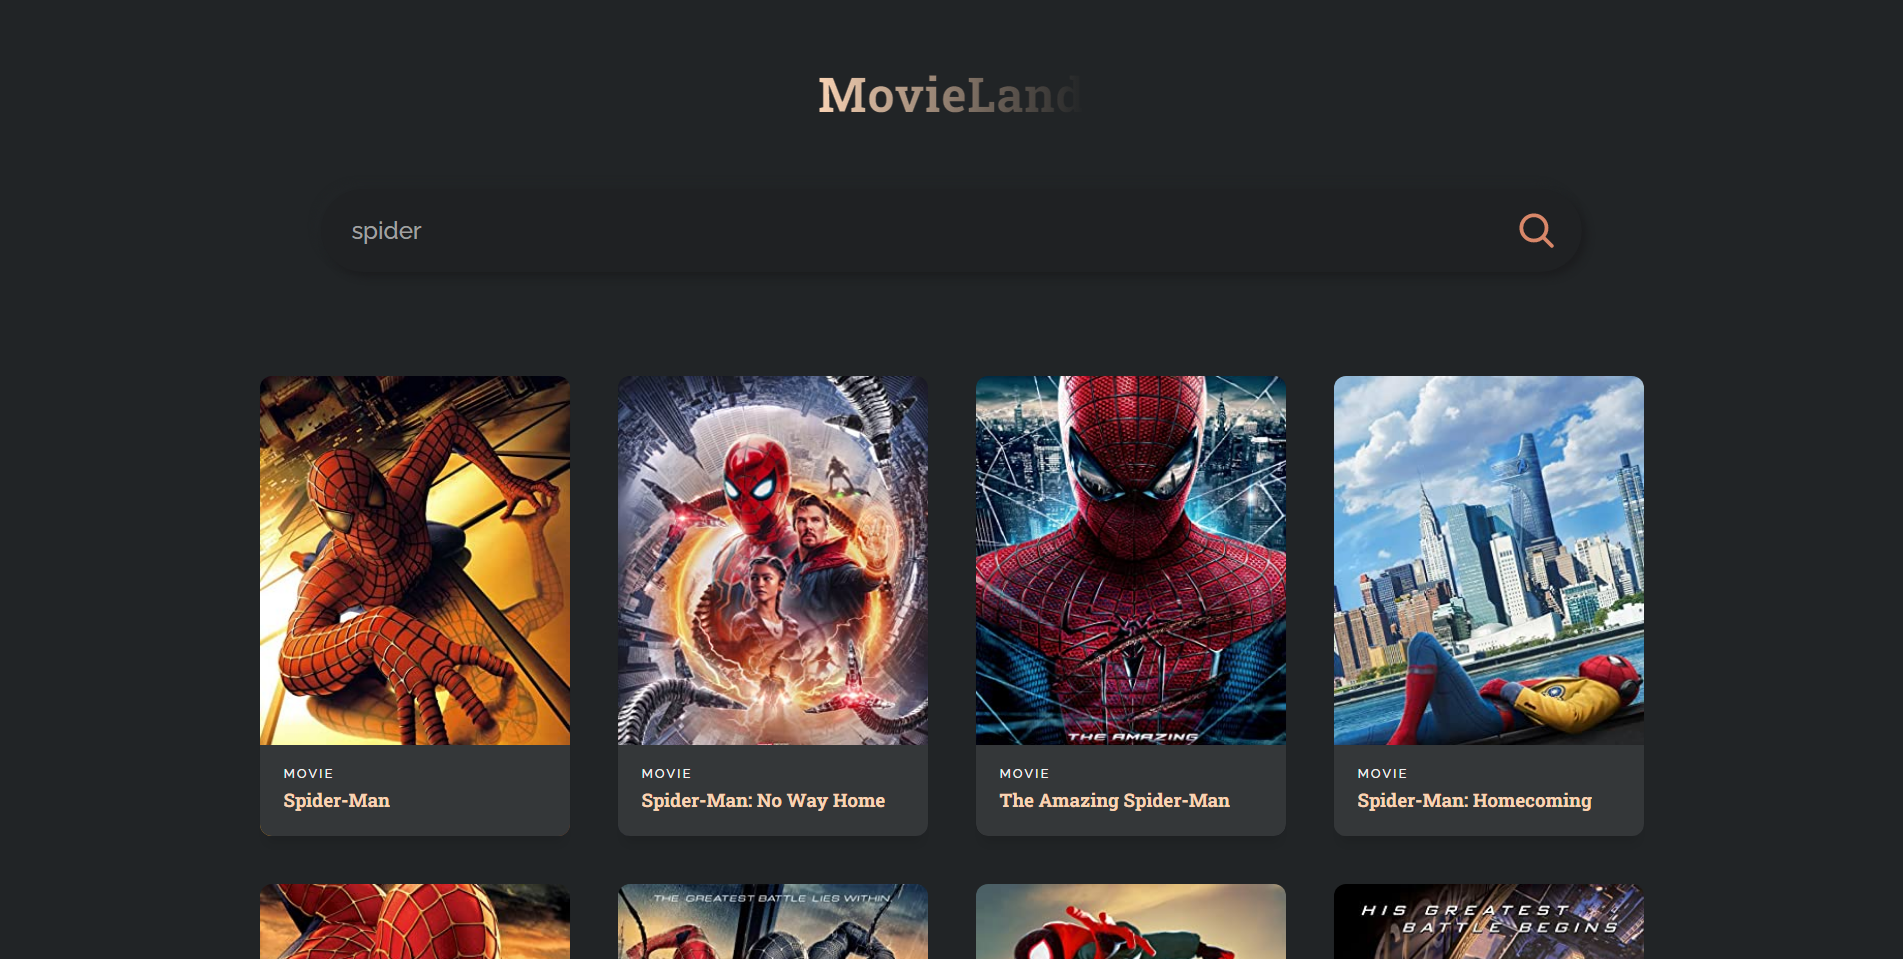 MovieLand
spider
THE AMAZING
MOVIE
Spider-Man
MOVIE
Spider-Man: No Way Home
MOVIE
The Amazing Spider-Man
MOVIE
Spider-Man: Homecoming
THE GREATEST BATTLE LIES WITHIN.
HIS GREATEST
BATTLE BEGINS